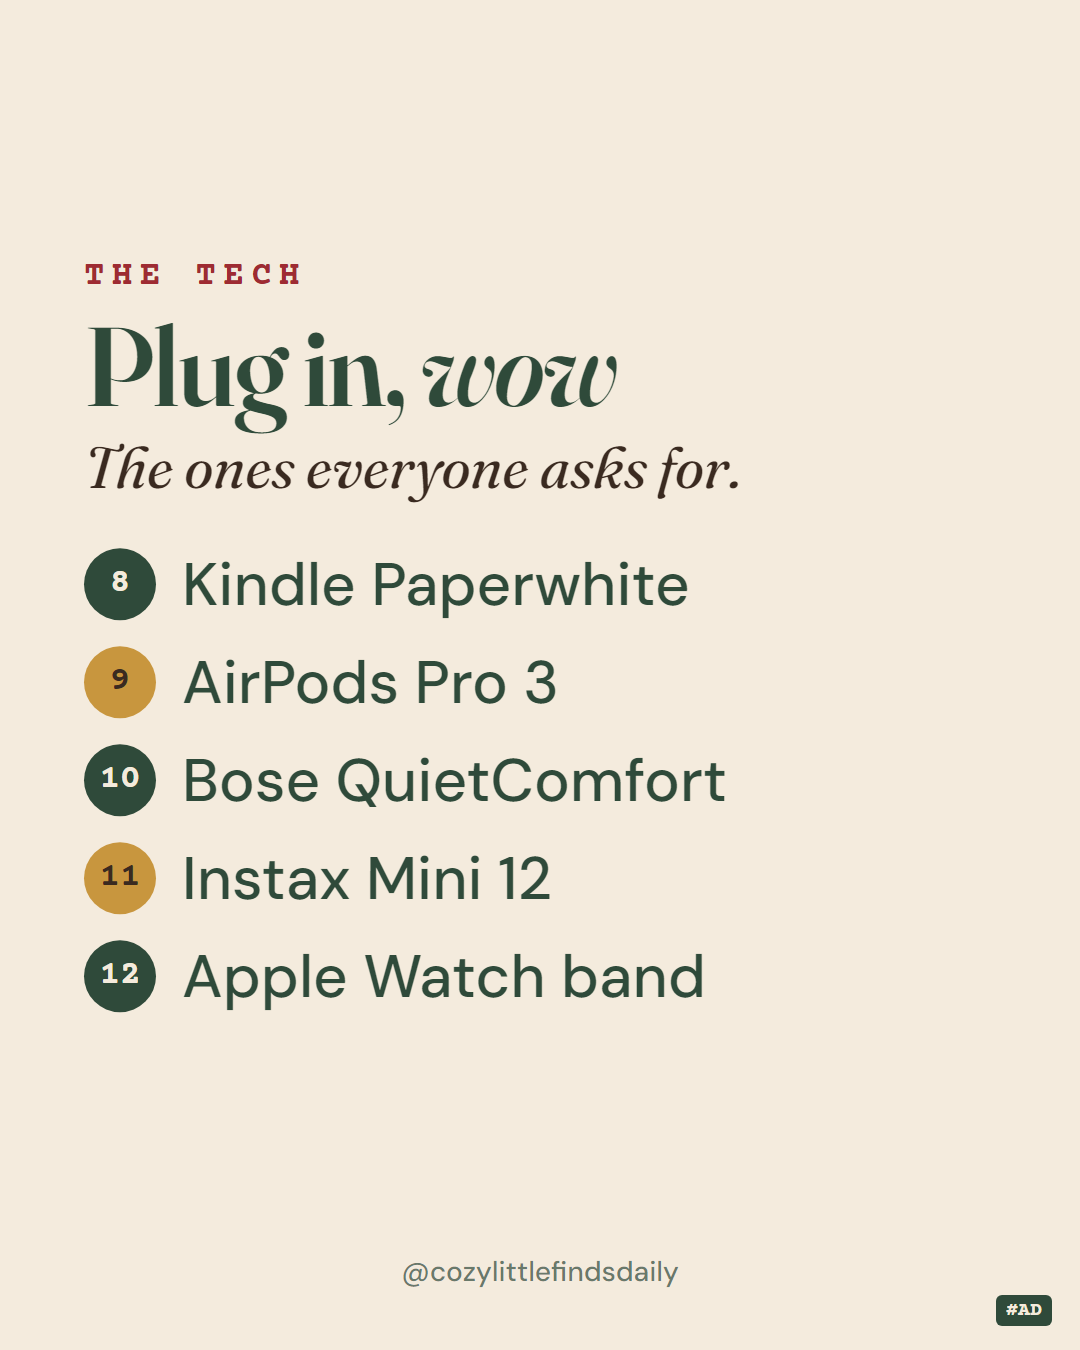 THE TECH
Plug in, wow
The ones everyone asks for.
8 Kindle Paperwhite
9 AirPods Pro 3
10 Bose QuietComfort
11 Instax Mini 12
12 Apple Watch band
@cozylittlefindsdaily
#AD